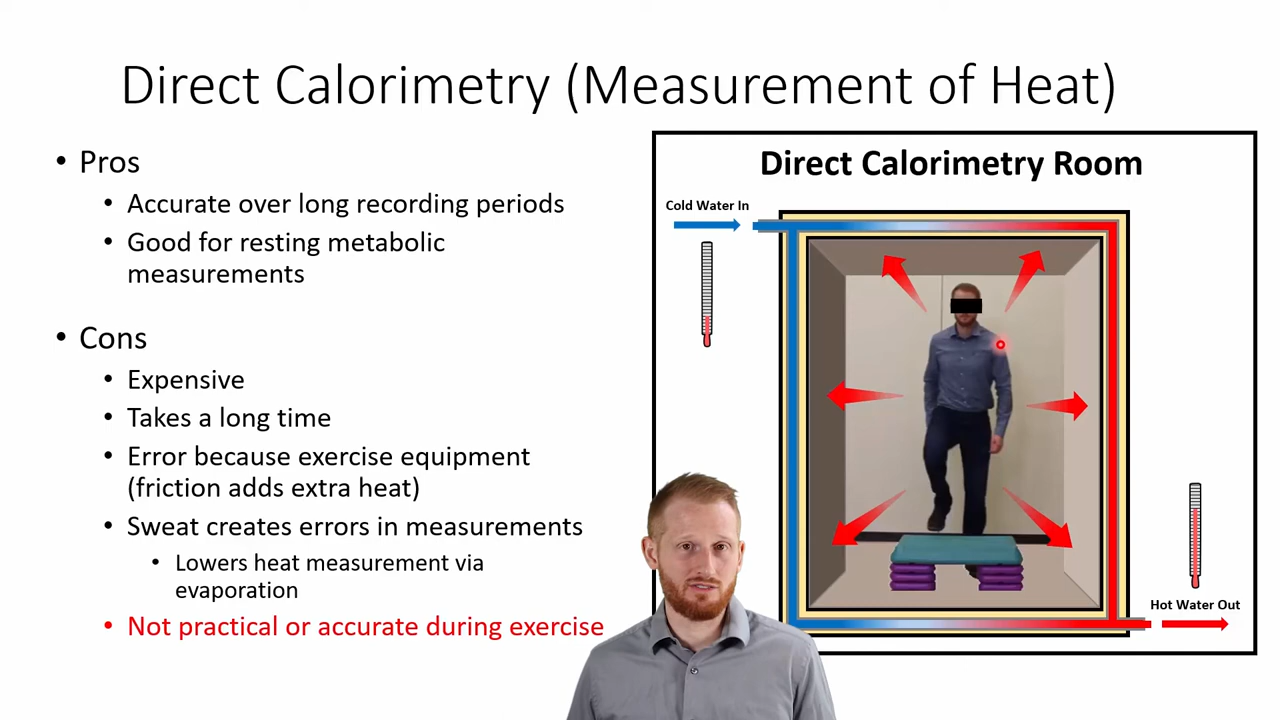 Direct Calorimetry (Measurement of Heat)
• Pros
• Accurate over long recording periods
• Good for resting metabolic
measurements
• Cons
• Expensive
• Takes a long time
• Error because exercise equipment
(friction adds extra heat)
• Sweat creates errors in measurements
• Lowers heat measurement via
evaporation
• Not practical or accurate during exercise
Direct Calorimetry Room
Cold Water In
Hot Water Out